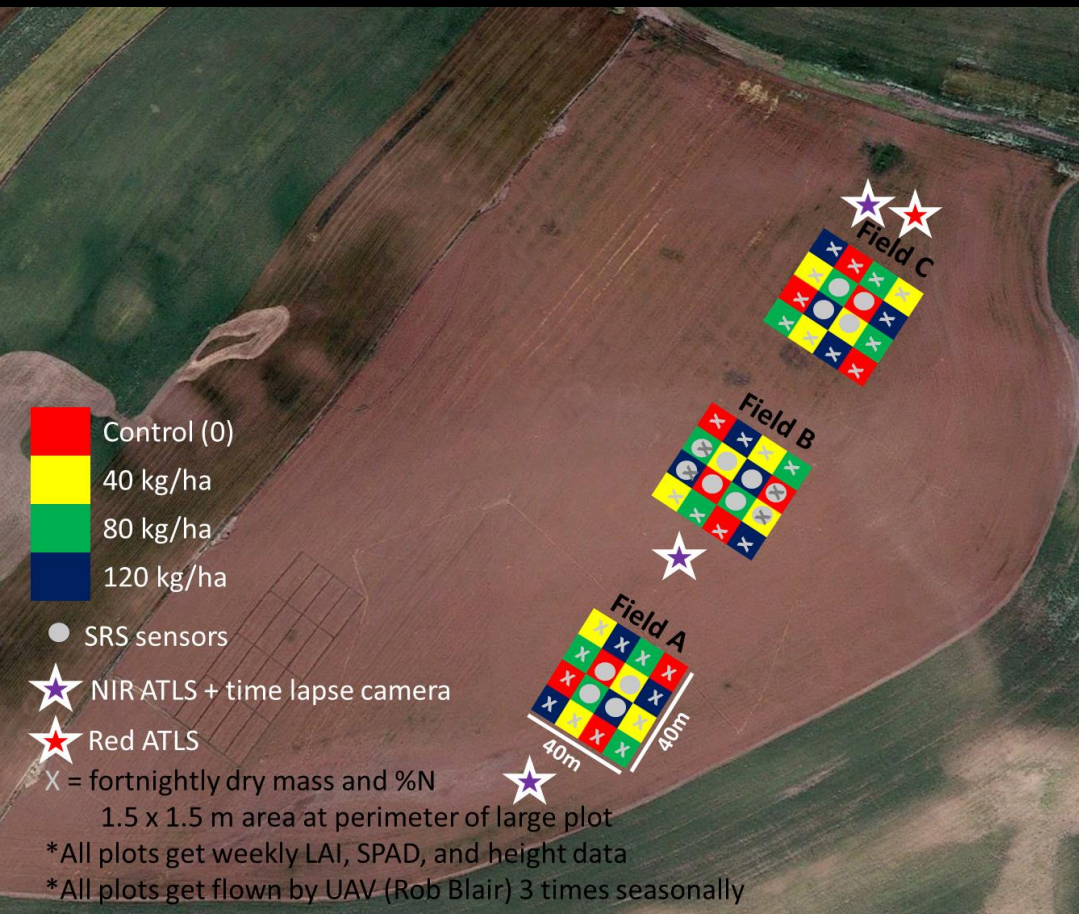 Field C
Field B
Field A
40m
40m
Control (0)
40 kg/ha
80 kg/ha
120 kg/ha
SRS sensors
NIR ATLS + time lapse camera
Red ATLS
X = fortnightly dry mass and %N
1.5 x 1.5 m area at perimeter of large plot
*All plots get weekly LAI, SPAD, and height data
*All plots get flown by UAV (Rob Blair) 3 times seasonally